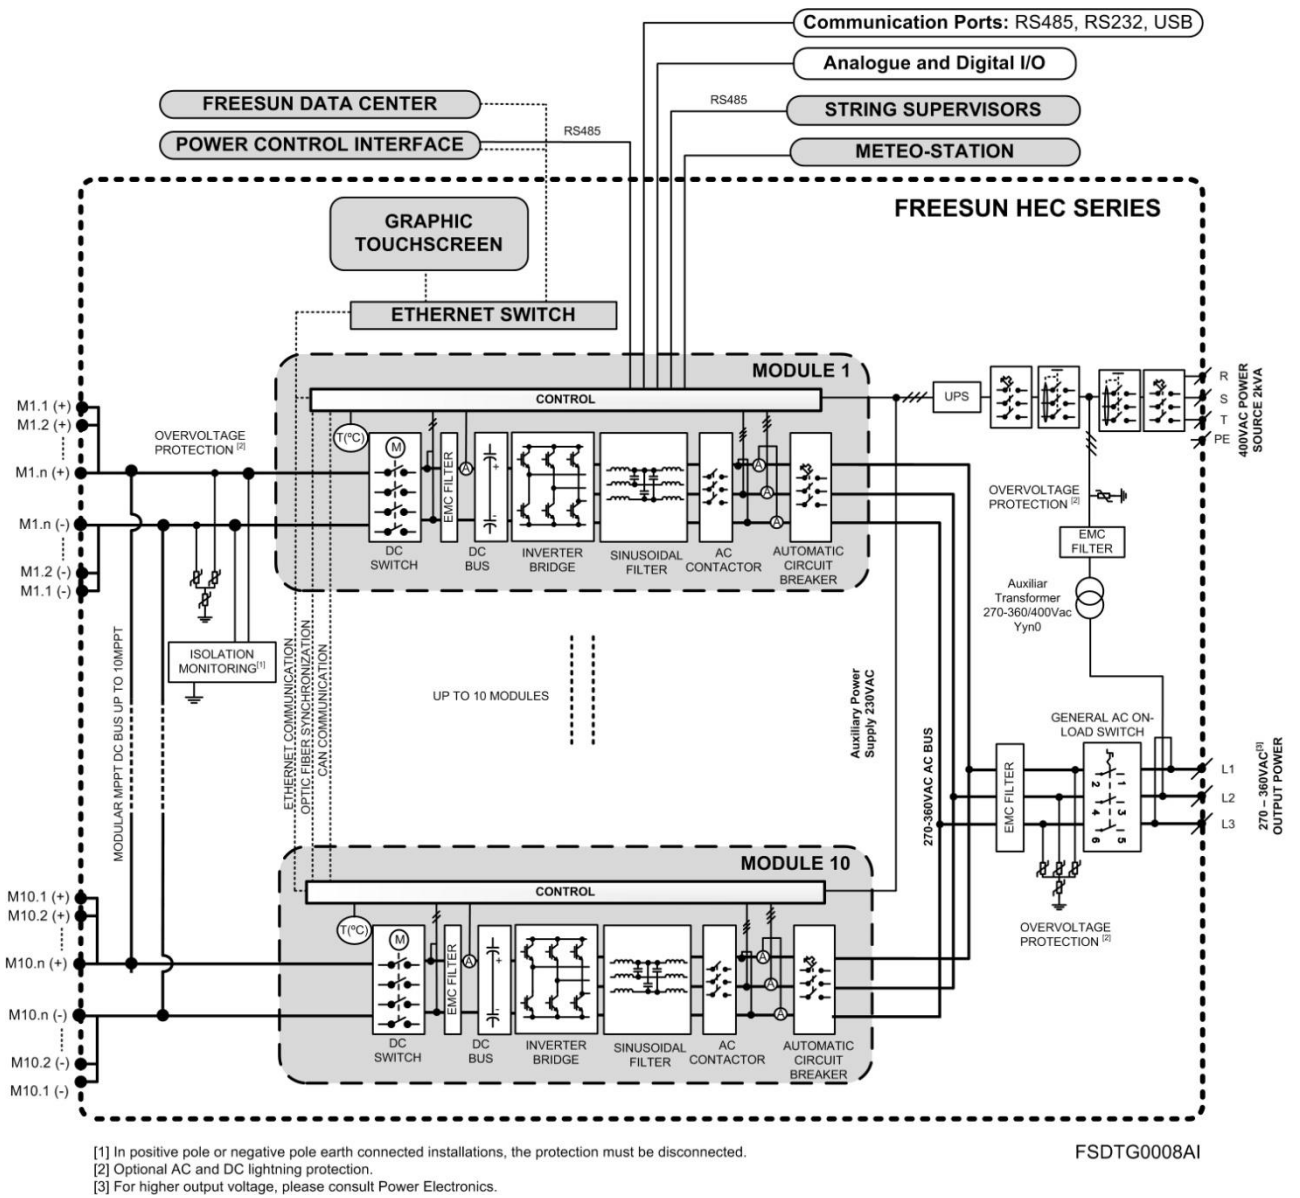 Communication Ports: RS485, RS232, USB
Analogue and Digital I/O
FREESUN DATA CENTER
RS485
STRING SUPERVISORS
POWER CONTROL INTERFACE
RS485
METEO-STATION
FREESUN HEC SERIES
GRAPHIC
TOUCHSCREEN
ETHERNET SWITCH
MODULE 1
CONTROL
T(ºC)
M
A
A
A
A
EMC FILTER
DC
SWITCH
DC
BUS
INVERTER
BRIDGE
SINUSOIDAL
FILTER
AC
CONTACTOR
AUTOMATIC
CIRCUIT
BREAKER
M1.1 (+)
M1.2 (+)
M1.n (+)
M1.n (-)
M1.2 (-)
M1.1 (-)
OVERVOLTAGE
PROTECTION [2]
ISOLATION
MONITORING[1]
MODULAR MPPT DC BUS UP TO 10MPPT
ETHERNET COMMUNICATION
OPTIC FIBER SYNCHRONIZATION
CAN COMMUNICATION
UP TO 10 MODULES
Auxiliary Power
Supply 230VAC
270-360VAC AC BUS
UPS
R
S
T
PE
400VAC POWER
SOURCE 2kVA
OVERVOLTAGE
PROTECTION [2]
EMC
FILTER
Auxiliar
Transformer
270-360/400Vac
Yyn0
GENERAL AC ON-
LOAD SWITCH
EMC FILTER
1
2
3
4
5
6
L1
L2
L3
270 – 360VAC[3]
OUTPUT POWER
OVERVOLTAGE
PROTECTION [2]
MODULE 10
CONTROL
T(ºC)
M
A
A
A
A
EMC FILTER
DC
SWITCH
DC
BUS
INVERTER
BRIDGE
SINUSOIDAL
FILTER
AC
CONTACTOR
AUTOMATIC
CIRCUIT
BREAKER
M10.1 (+)
M10.2 (+)
M10.n (+)
M10.n (-)
M10.2 (-)
M10.1 (-)
[1] In positive pole or negative pole earth connected installations, the protection must be disconnected.
[2] Optional AC and DC lightning protection.
[3] For higher output voltage, please consult Power Electronics.
FSDTG0008AI